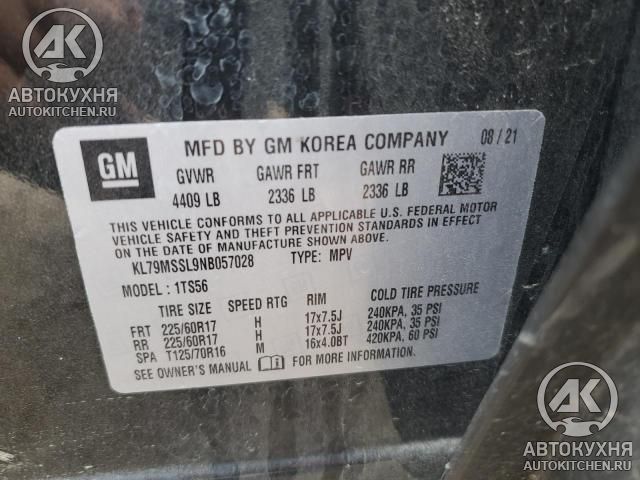 AK
АВТОКУХНЯ
AUTOKITCHEN.RU
GM
MFD BY GM KOREA COMPANY 08 / 21
GVWR GAWR FRT GAWR RR
4409 LB 2336 LB 2336 LB
THIS VEHICLE CONFORMS TO ALL APPLICABLE U.S. FEDERAL MOTOR
VEHICLE SAFETY AND THEFT PREVENTION STANDARDS IN EFFECT
ON THE DATE OF MANUFACTURE SHOWN ABOVE.
KL79MSSL9NB057028 TYPE: MPV
MODEL : 1TS56
TIRE SIZE SPEED RTG RIM COLD TIRE PRESSURE
FRT 225/60R17 H 17x7.5J 240KPA, 35 PSI
RR 225/60R17 H 17x7.5J 240KPA, 35 PSI
SPA T125/70R16 M 16x4.0BT 420KPA, 60 PSI
SEE OWNER'S MANUAL i FOR MORE INFORMATION.
AK
АВТОКУХНЯ
AUTOKITCHEN.RU